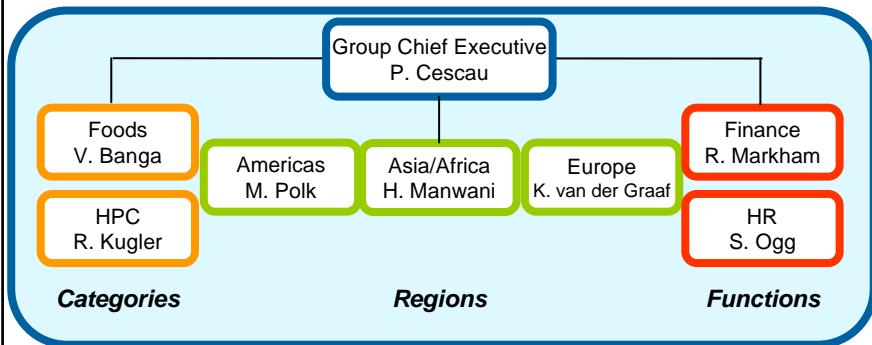 Group Chief Executive
P. Cescau
Foods
V. Banga
HPC
R. Kugler
Categories
Americas
M. Polk
Asia/Africa
H. Manwani
Europe
K. van der Graaf
Regions
Finance
R. Markham
HR
S. Ogg
Functions